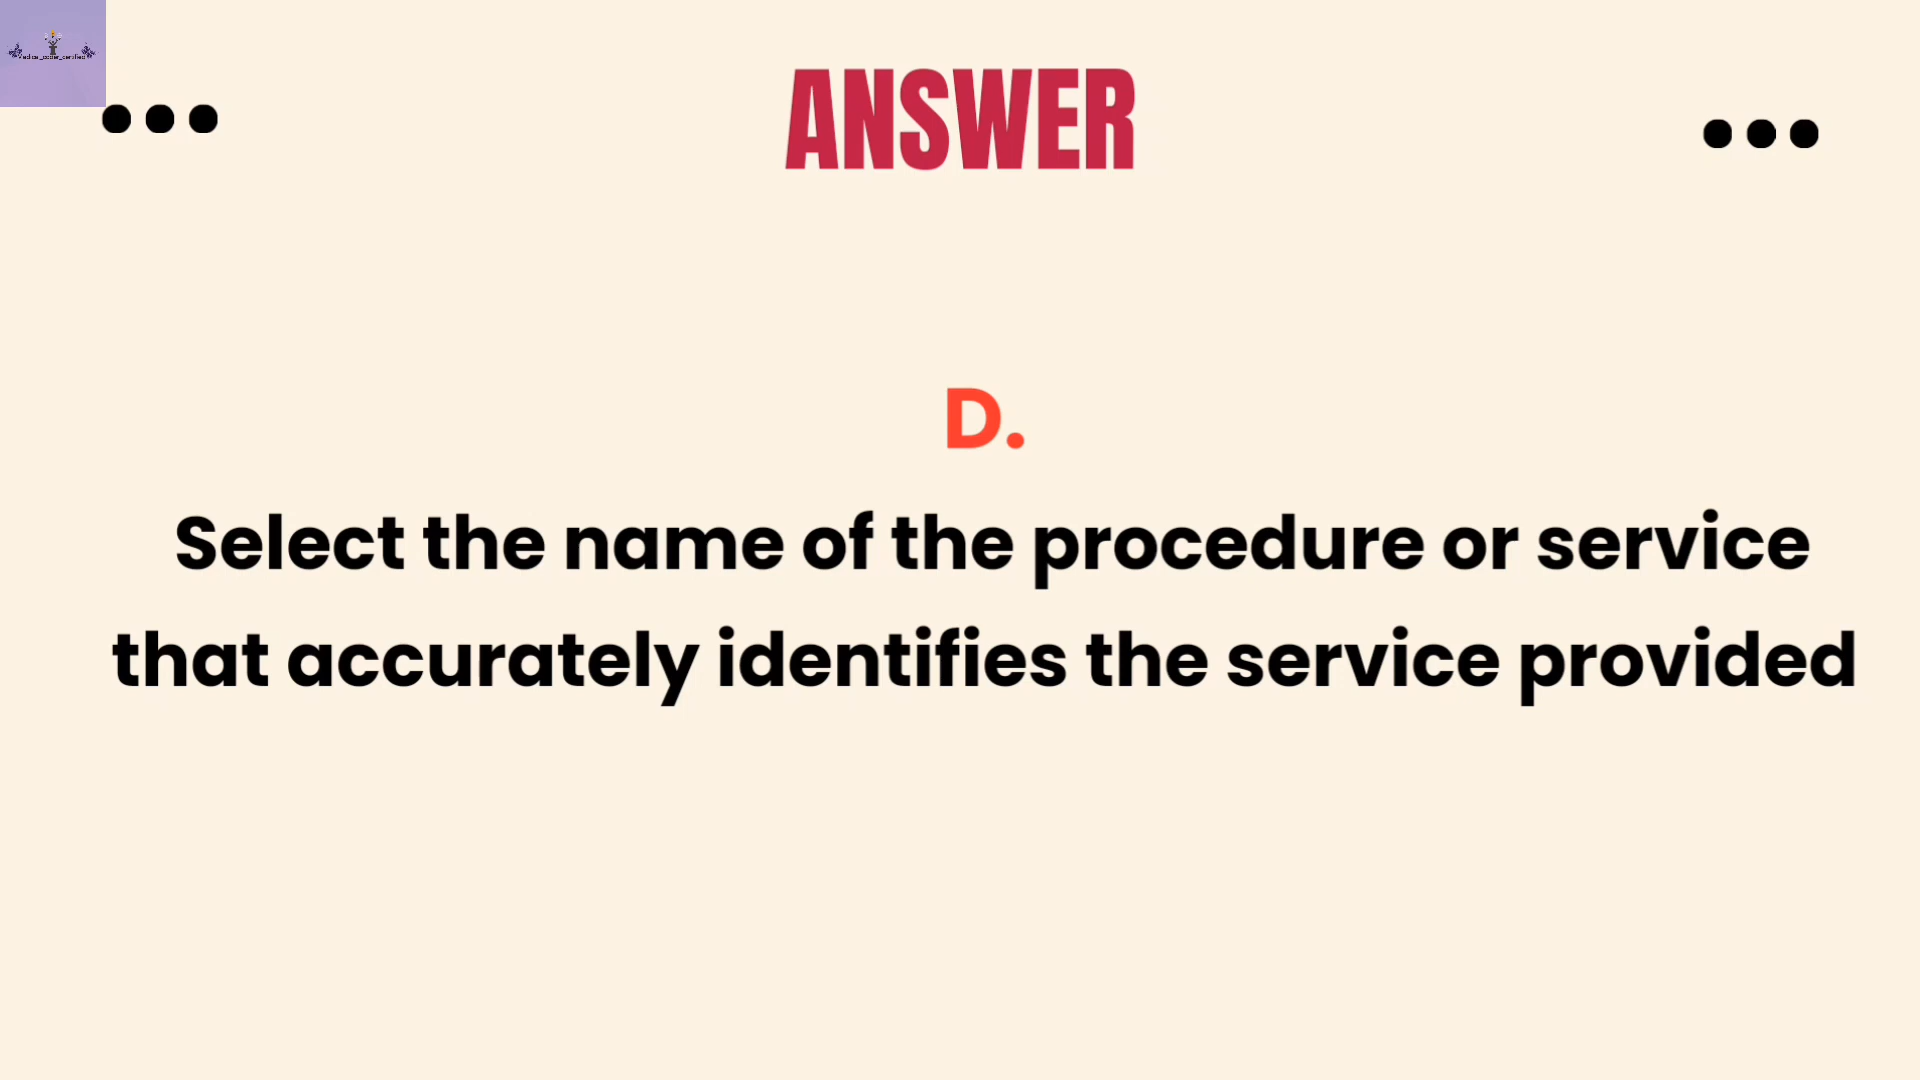 ANSWER
D.
Select the name of the procedure or service
that accurately identifies the service provided